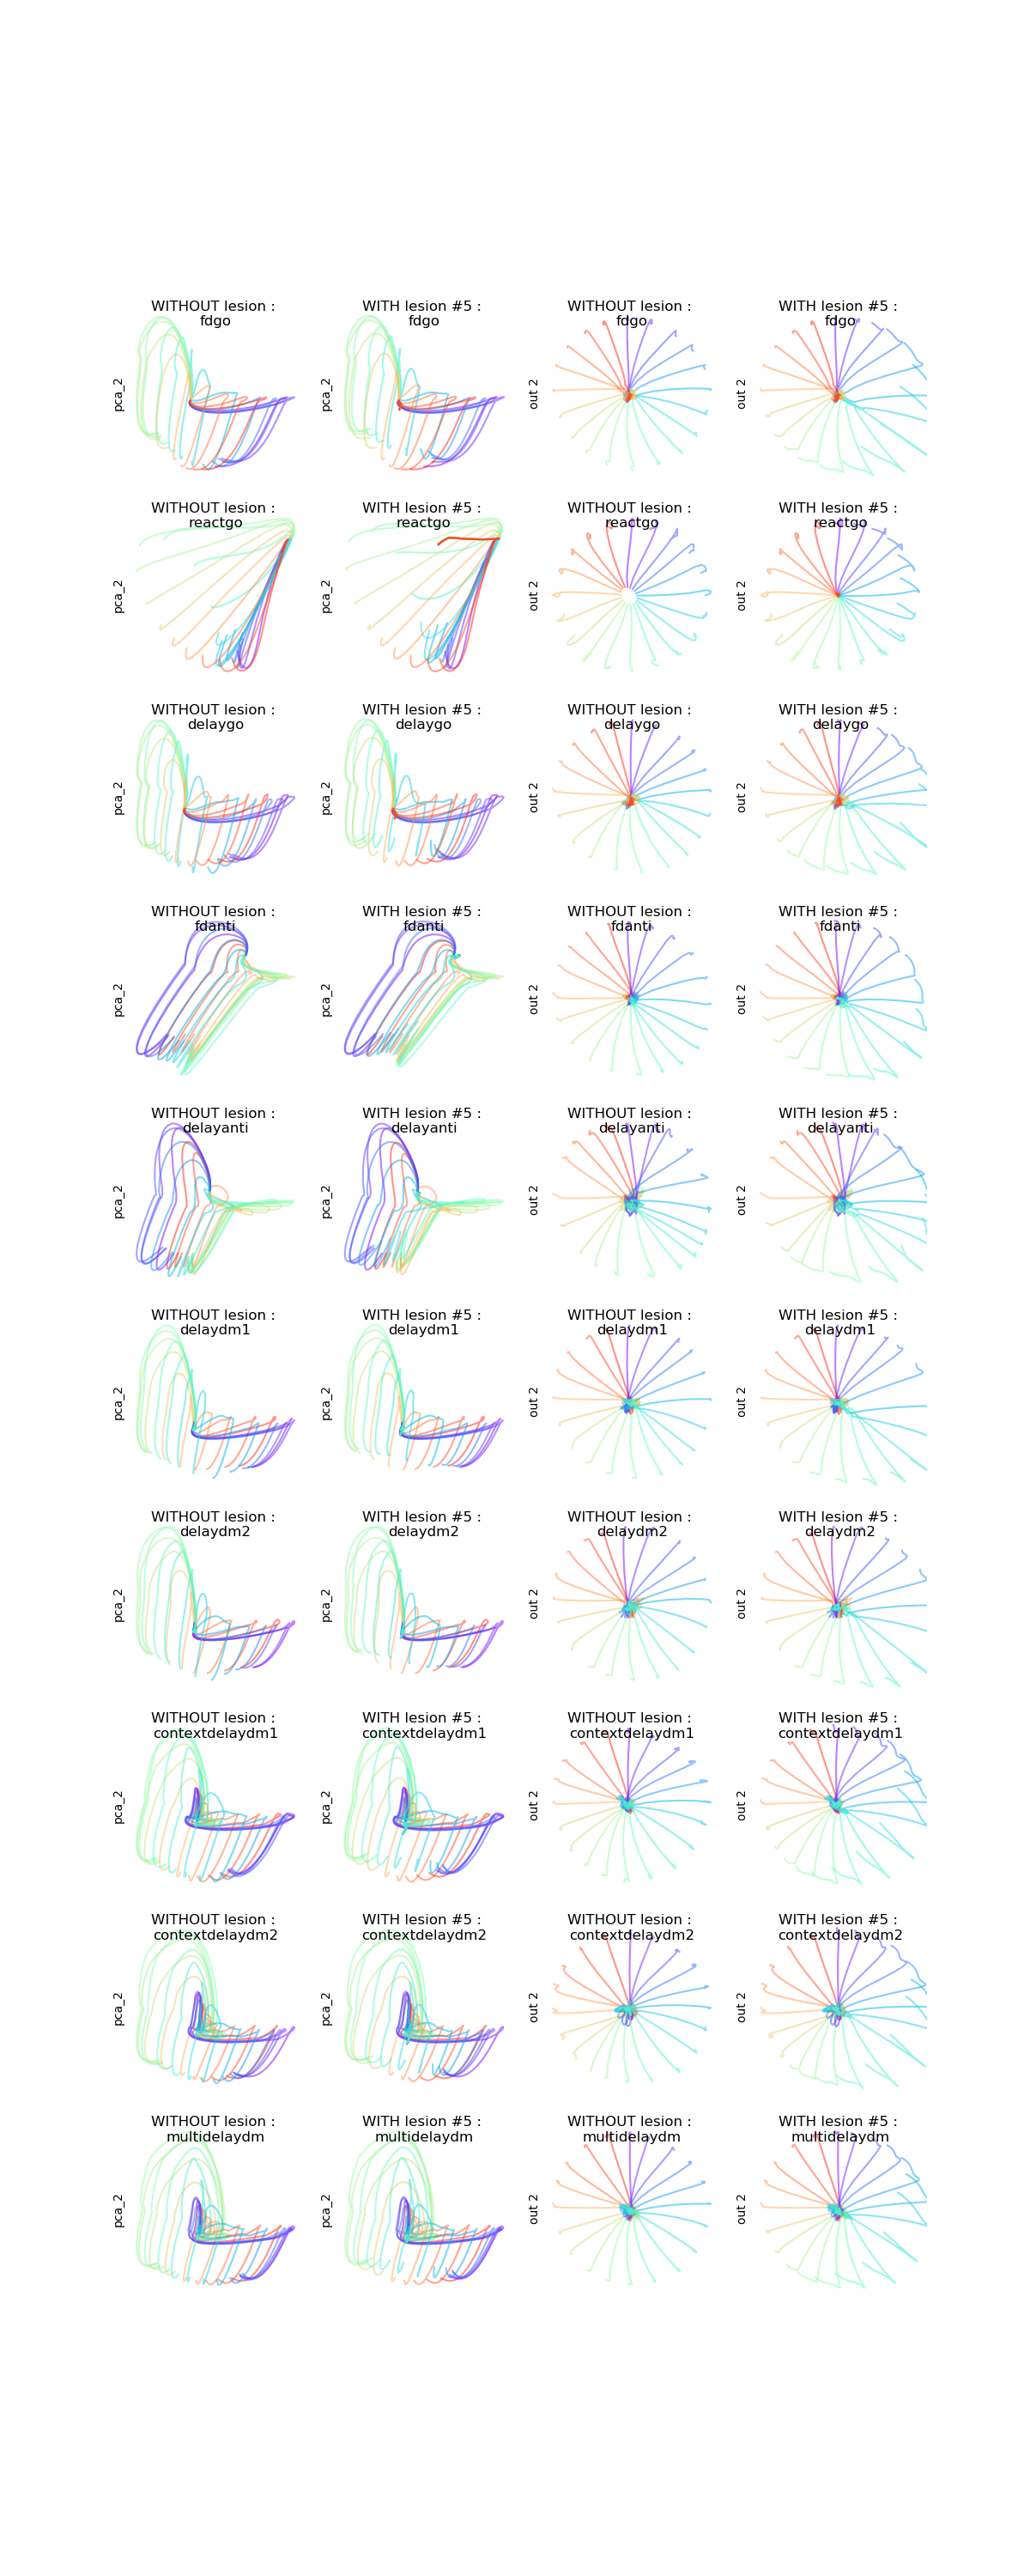 WITHOUT lesion :
fdgo
WITH lesion #5 :
fdgo
WITHOUT lesion :
fdgo
WITH lesion #5 :
fdgo
pca_2
pca_2
out 2
out 2
WITHOUT lesion :
reactgo
WITH lesion #5 :
reactgo
WITHOUT lesion :
reactgo
WITH lesion #5 :
reactgo
pca_2
pca_2
out 2
out 2
WITHOUT lesion :
delaygo
WITH lesion #5 :
delaygo
WITHOUT lesion :
delaygo
WITH lesion #5 :
delaygo
pca_2
pca_2
out 2
out 2
WITHOUT lesion :
fdanti
WITH lesion #5 :
fdanti
WITHOUT lesion :
fdanti
WITH lesion #5 :
fdanti
pca_2
pca_2
out 2
out 2
WITHOUT lesion :
delayanti
WITH lesion #5 :
delayanti
WITHOUT lesion :
delayanti
WITH lesion #5 :
delayanti
pca_2
pca_2
out 2
out 2
WITHOUT lesion :
delaydm1
WITH lesion #5 :
delaydm1
WITHOUT lesion :
delaydm1
WITH lesion #5 :
delaydm1
pca_2
pca_2
out 2
out 2
WITHOUT lesion :
delaydm2
WITH lesion #5 :
delaydm2
WITHOUT lesion :
delaydm2
WITH lesion #5 :
delaydm2
pca_2
pca_2
out 2
out 2
WITHOUT lesion :
contextdelaydm1
WITH lesion #5 :
contextdelaydm1
WITHOUT lesion :
contextdelaydm1
WITH lesion #5 :
contextdelaydm1
pca_2
pca_2
out 2
out 2
WITHOUT lesion :
contextdelaydm2
WITH lesion #5 :
contextdelaydm2
WITHOUT lesion :
contextdelaydm2
WITH lesion #5 :
contextdelaydm2
pca_2
pca_2
out 2
out 2
WITHOUT lesion :
multidelaydm
WITH lesion #5 :
multidelaydm
WITHOUT lesion :
multidelaydm
WITH lesion #5 :
multidelaydm
pca_2
pca_2
out 2
out 2